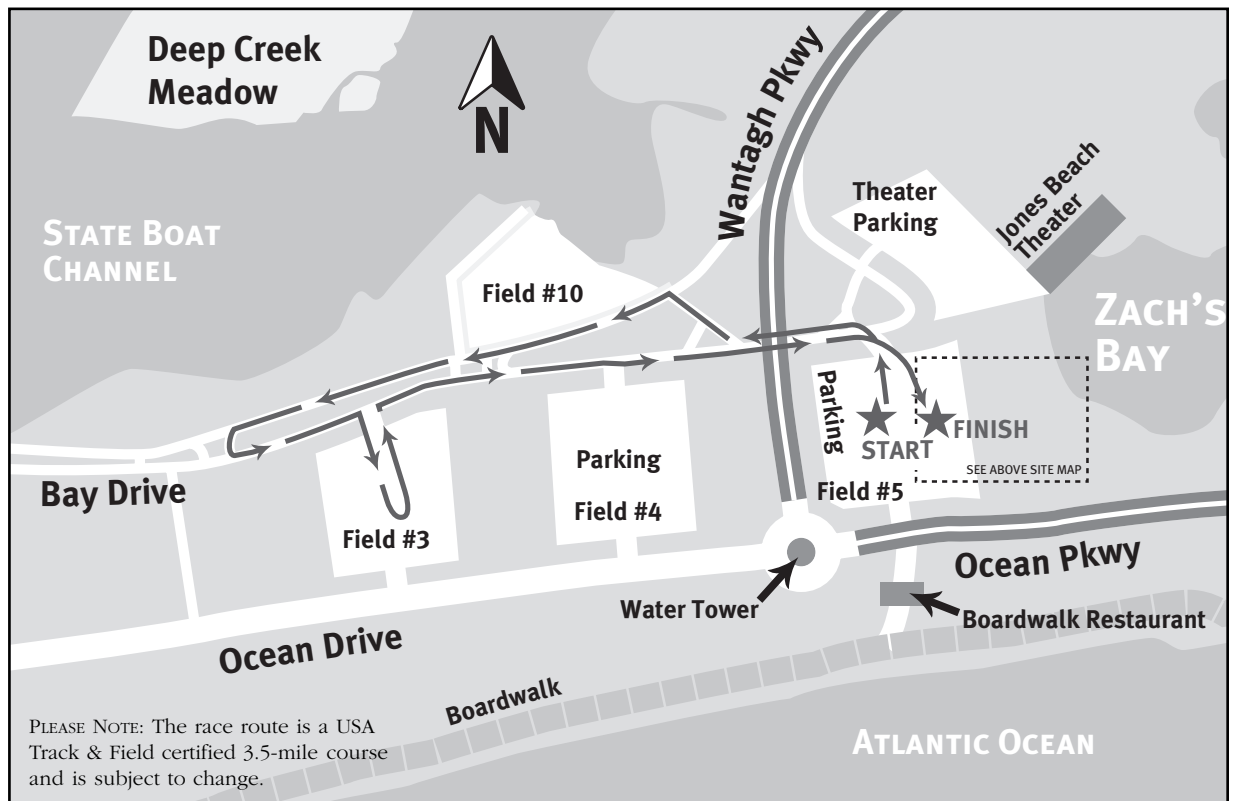 Deep Creek
Meadow
N
Wantagh Pkwy
Theater
Parking
Jones Beach
Theater
STATE BOAT
CHANNEL
Field #10
ZACH'S
BAY
Parking
START
FINISH
SEE ABOVE SITE MAP
Field #5
Bay Drive
Parking
Field #4
Field #3
Ocean Pkwy
Water Tower
Boardwalk Restaurant
Ocean Drive
Boardwalk
ATLANTIC OCEAN
PLEASE NOTE: The race route is a USA
Track & Field certified 3.5-mile course
and is subject to change.